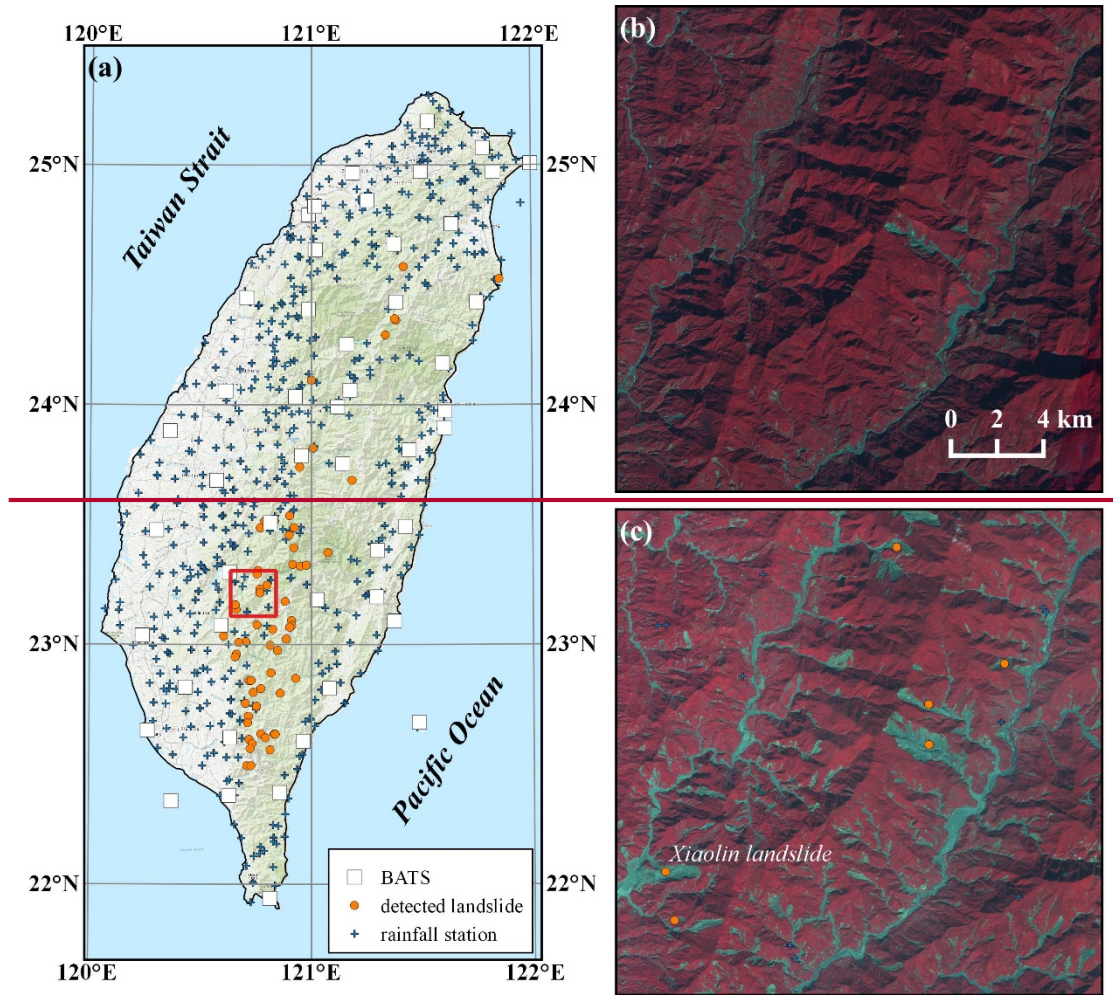 120°E 121°E 122°E
(a)
25°N 25°N
Taiwan Strait
24°N 24°N
23°N 23°N
Pacific Ocean
22°N 22°N
BATS
detected landslide
rainfall station
120°E 121°E 122°E
(b)
0 2 4 km
(c)
Xiaolin landslide